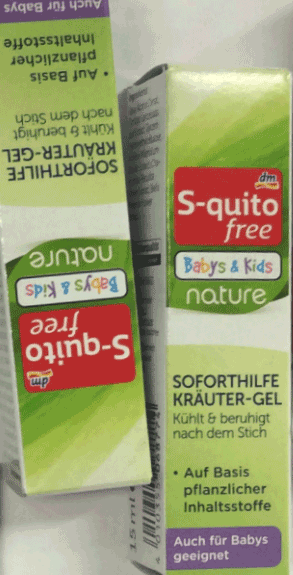 dm
S-quito
free
Babys & Kids
nature
SOFORTHILFE
KRÄUTER-GEL
Kühlt & beruhigt
nach dem Stich
• Auf Basis
pflanzlicher
Inhaltsstoffe
Auch für Babys
geeignet
15 ml
dm
S-quito
free
Babys & Kids
nature
SOFORTHILFE
KRÄUTER-GEL
Kühlt & beruhigt
nach dem Stich
• Auf Basis
pflanzlicher
Inhaltsstoffe
Auch für Babys